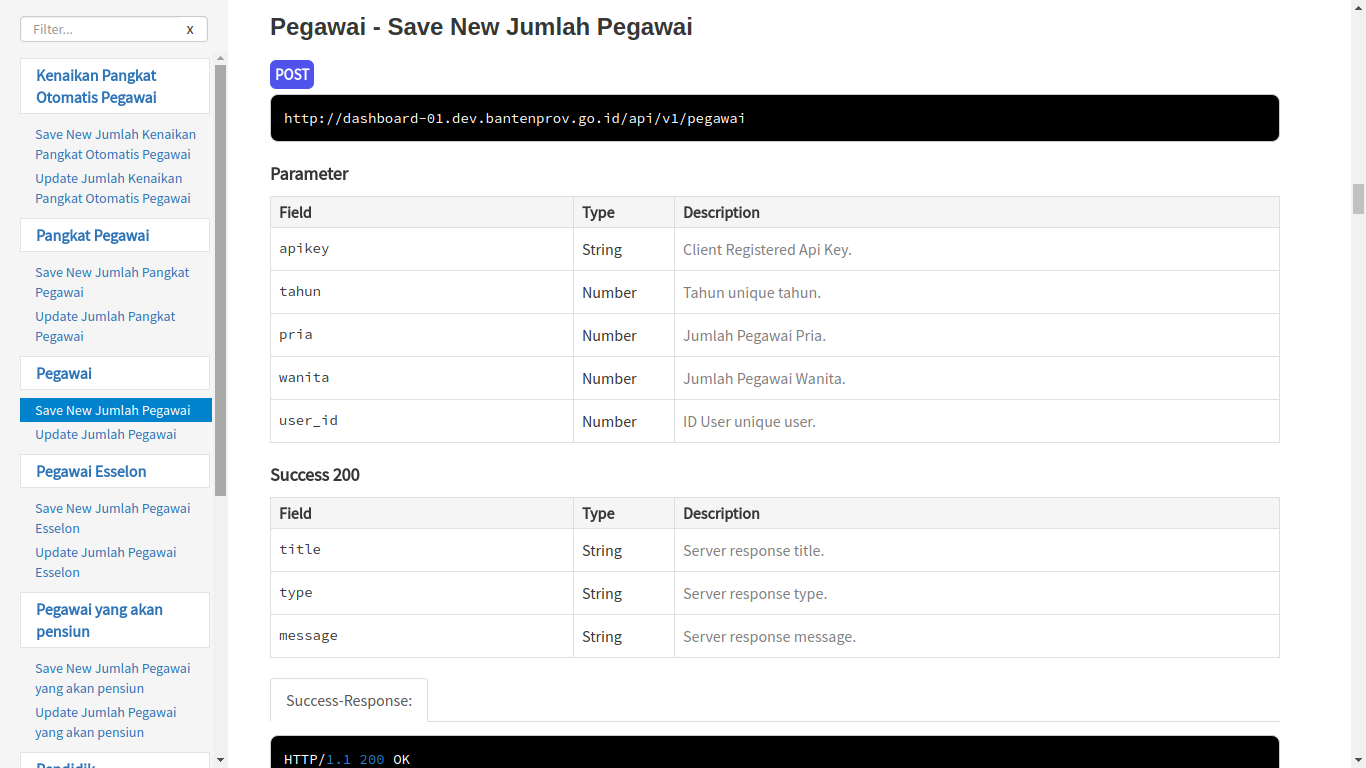 Filter...
x
Kenaikan Pangkat
Otomatis Pegawai
Save New Jumlah Kenaikan
Pangkat Otomatis Pegawai
Update Jumlah Kenaikan
Pangkat Otomatis Pegawai
Pangkat Pegawai
Save New Jumlah Pangkat
Pegawai
Update Jumlah Pangkat
Pegawai
Pegawai
Save New Jumlah Pegawai
Update Jumlah Pegawai
Pegawai Esselon
Save New Jumlah Pegawai
Esselon
Update Jumlah Pegawai
Esselon
Pegawai yang akan
pensiun
Save New Jumlah Pegawai
yang akan pensiun
Update Jumlah Pegawai
yang akan pensiun
Pendidik
Pegawai - Save New Jumlah Pegawai
POST
http://dashboard-01.dev.bantenprov.go.id/api/v1/pegawai
Parameter
Field Type Description
apikey String Client Registered Api Key.
tahun Number Tahun unique tahun.
pria Number Jumlah Pegawai Pria.
wanita Number Jumlah Pegawai Wanita.
user_id Number ID User unique user.
Success 200
Field Type Description
title String Server response title.
type String Server response type.
message String Server response message.
Success-Response:
HTTP/1.1 200 OK